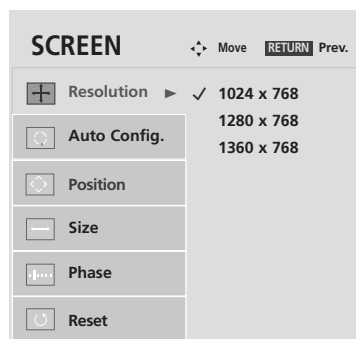 SCREEN
Move RETURN Prev.
Resolution ► ✓ 1024 x 768
1280 x 768
1360 x 768
Auto Config.
Position
Size
Phase
Reset